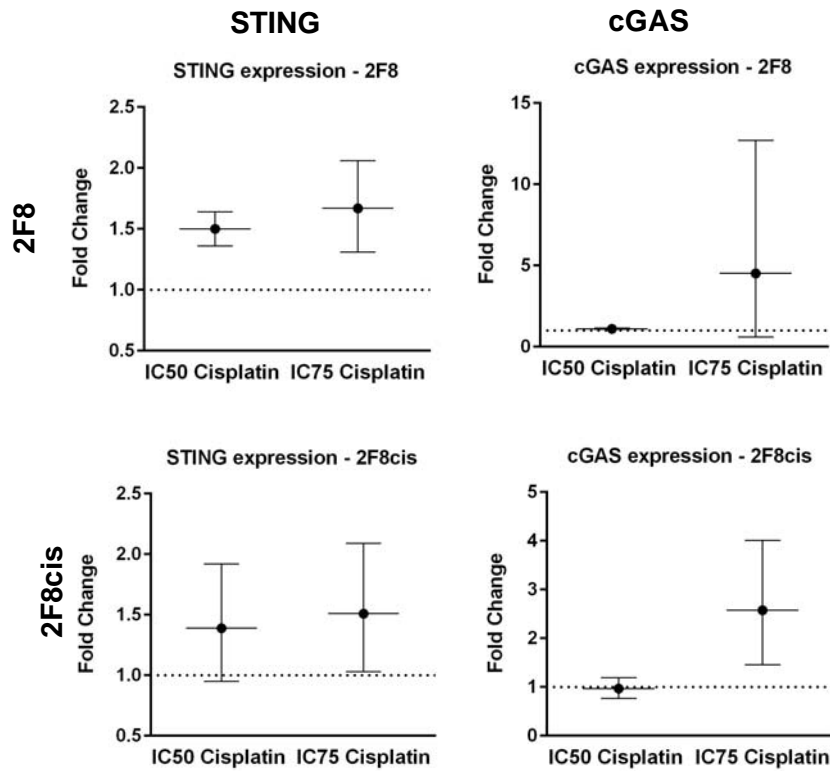 STING
cGAS
2F8
STING expression - 2F8
Fold Change
2.5
2.0
1.5
1.0
0.5
IC50 Cisplatin IC75 Cisplatin
cGAS expression - 2F8
Fold Change
15
10
5
0
IC50 Cisplatin IC75 Cisplatin
2F8cis
STING expression - 2F8cis
Fold Change
2.5
2.0
1.5
1.0
0.5
IC50 Cisplatin IC75 Cisplatin
cGAS expression - 2F8cis
Fold Change
5
4
3
2
1
0
IC50 Cisplatin IC75 Cisplatin